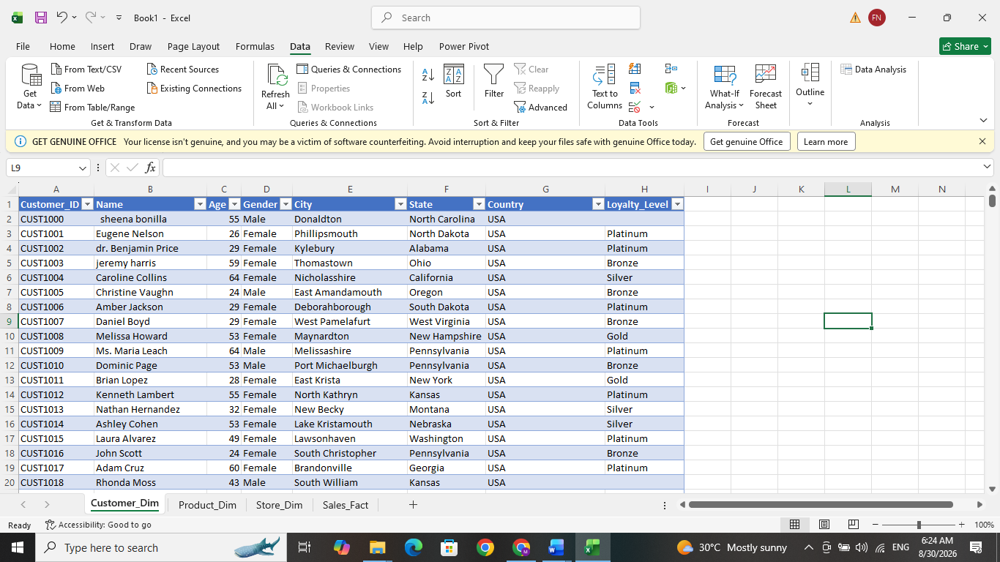 Book1 - Excel
Search
FN
File Home Insert Draw Page Layout Formulas Data Review View Help Power Pivot
Share
Get Data
From Text/CSV
From Web
From Table/Range
Recent Sources
Existing Connections
Get & Transform Data
Refresh All
Queries & Connections
Properties
Workbook Links
Queries & Connections
Sort
Filter
Clear
Reapply
Advanced
Sort & Filter
Text to Columns
Data Tools
What-If Analysis
Forecast Sheet
Forecast
Outline
Data Analysis
Analysis
GET GENUINE OFFICE Your license isn't genuine, and you may be a victim of software counterfeiting. Avoid interruption and keep your files safe with genuine Office today. Get genuine Office Learn more
L9 fx
A B C D E F G H I J K L M N
1 Customer_ID Name Age Gender City State Country Loyalty_Level
2 CUST1000 sheena bonilla 55 Male Donaldton North Carolina USA
3 CUST1001 Eugene Nelson 26 Female Phillipsmouth North Dakota USA Platinum
4 CUST1002 dr. Benjamin Price 29 Female Kylebury Alabama USA Platinum
5 CUST1003 jeremy harris 59 Female Thomastown Ohio USA Bronze
6 CUST1004 Caroline Collins 64 Female Nicholasshire California USA Silver
7 CUST1005 Christine Vaughn 24 Male East Amandamouth Oregon USA Bronze
8 CUST1006 Amber Jackson 29 Female Deborahborough South Dakota USA Platinum
9 CUST1007 Daniel Boyd 29 Female West Pamelafurt West Virginia USA Bronze
10 CUST1008 Melissa Howard 53 Female Maynardton New Hampshire USA Gold
11 CUST1009 Ms. Maria Leach 64 Male Melissashire Pennsylvania USA Platinum
12 CUST1010 Dominic Page 53 Male Port Michaelburgh Pennsylvania USA Bronze
13 CUST1011 Brian Lopez 28 Female East Krista New York USA Gold
14 CUST1012 Kenneth Lambert 55 Female North Kathryn Kansas USA Platinum
15 CUST1013 Nathan Hernandez 32 Female New Becky Montana USA Silver
16 CUST1014 Ashley Cohen 53 Female Lake Kristamouth Nebraska USA Silver
17 CUST1015 Laura Alvarez 49 Female Lawsonhaven Washington USA Platinum
18 CUST1016 John Scott 24 Female South Christopher Pennsylvania USA Bronze
19 CUST1017 Adam Cruz 60 Female Brandonville Georgia USA Platinum
20 CUST1018 Rhonda Moss 43 Male South William Kansas USA
Customer_Dim Product_Dim Store_Dim Sales_Fact
Ready Accessibility: Good to go 100%
Type here to search 30°C Mostly sunny ENG 6:24 AM
8/30/2026